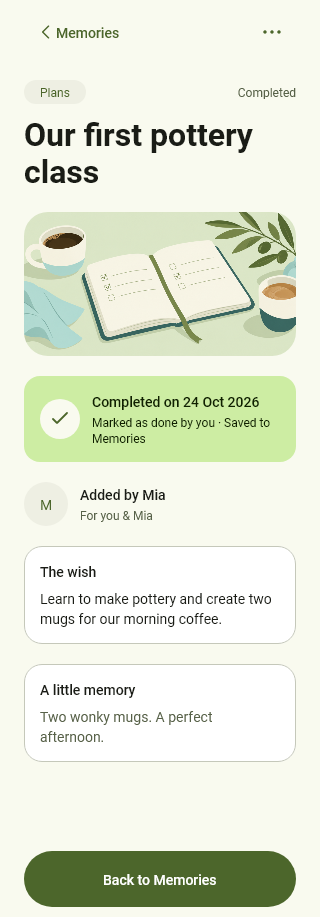 Memories
Plans
Completed
Our first pottery
class
Completed on 24 Oct 2026
Marked as done by you · Saved to
Memories
M
Added by Mia
For you & Mia
The wish
Learn to make pottery and create two
mugs for our morning coffee.
A little memory
Two wonky mugs. A perfect
afternoon.
Back to Memories